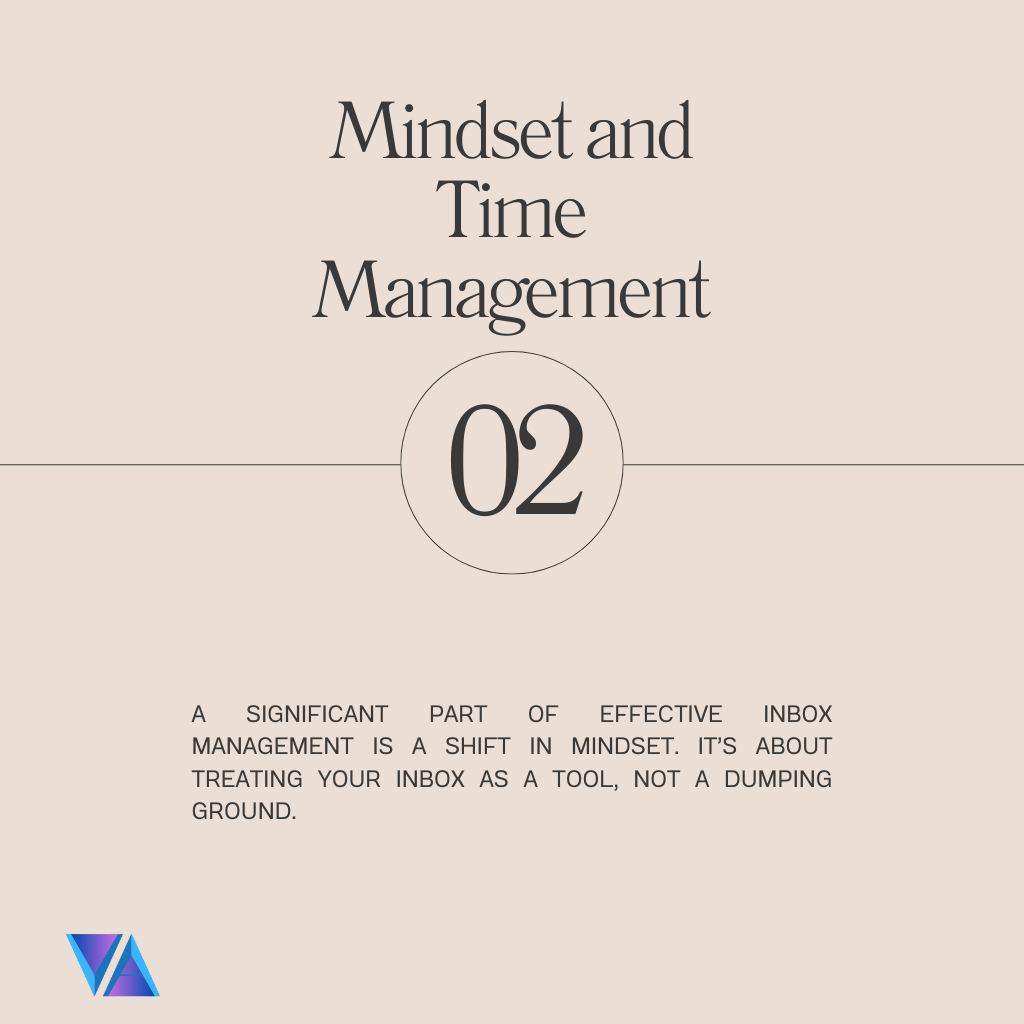 Mindset and
Time
Management
02
A SIGNIFICANT PART OF EFFECTIVE INBOX
MANAGEMENT IS A SHIFT IN MINDSET. IT’S ABOUT
TREATING YOUR INBOX AS A TOOL, NOT A DUMPING
GROUND.
VA